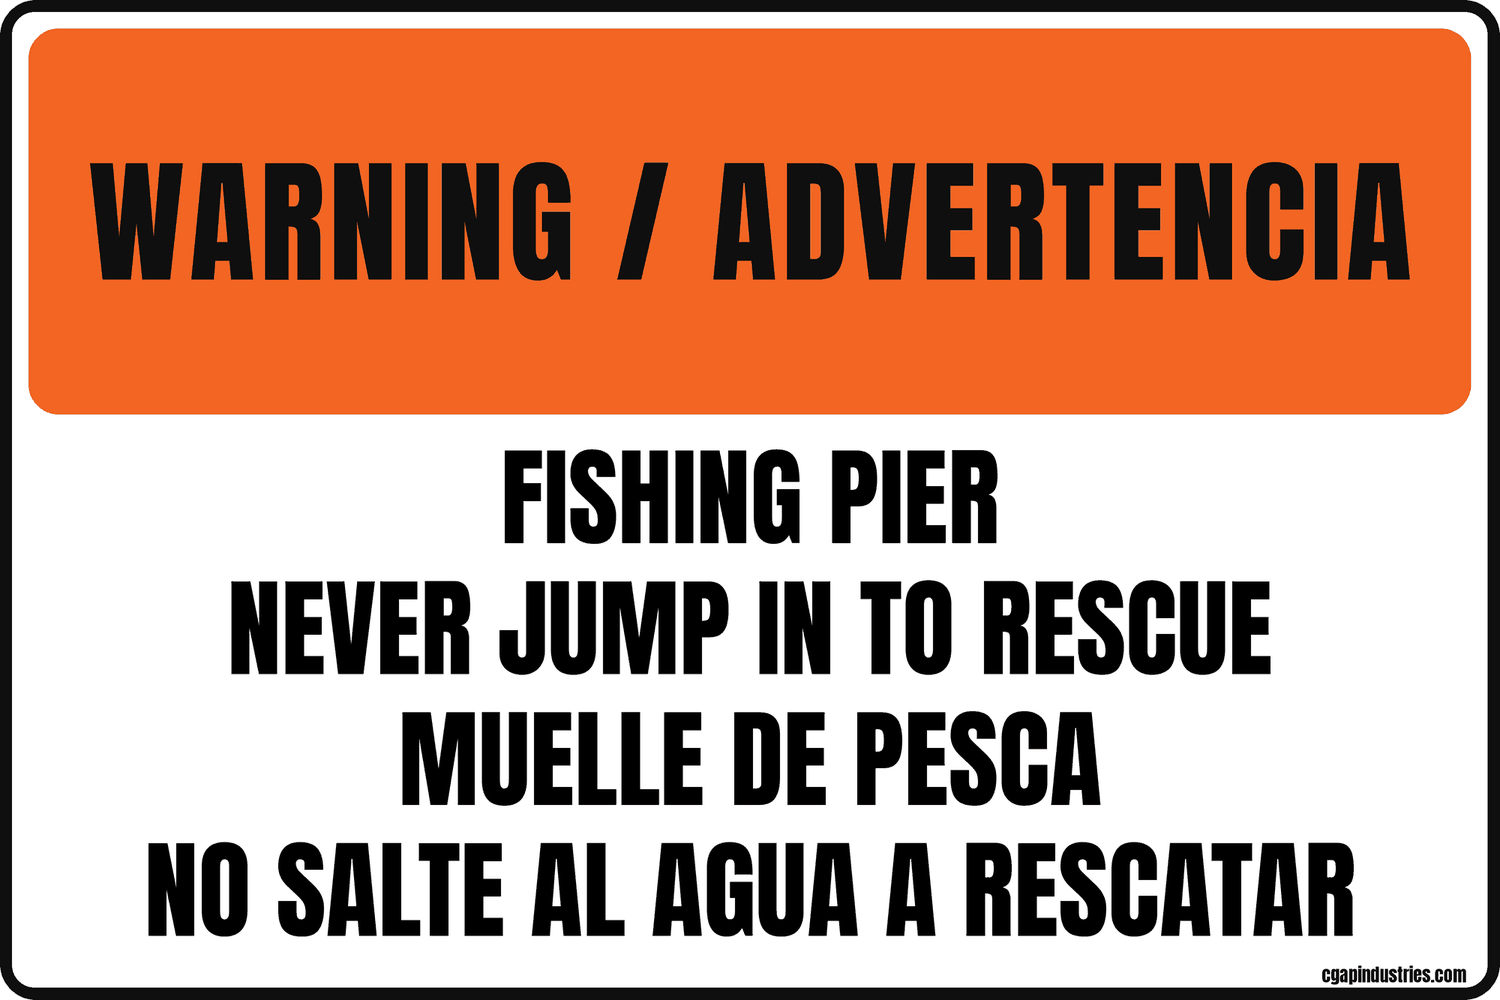 WARNING / ADVERTENCIA
FISHING PIER
NEVER JUMP IN TO RESCUE
MUELLE DE PESCA
NO SALTE AL AGUA A RESCATAR
cgapindustries.com